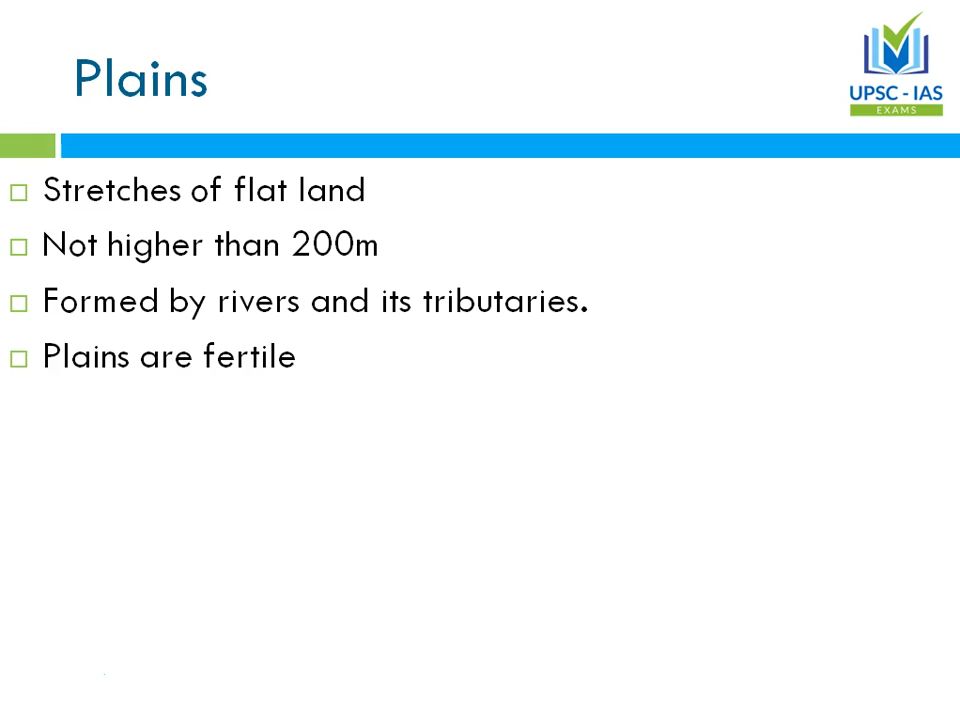 Plains
UPSC - IAS
EXAMS
Stretches of flat land
Not higher than 200m
Formed by rivers and its tributaries.
Plains are fertile